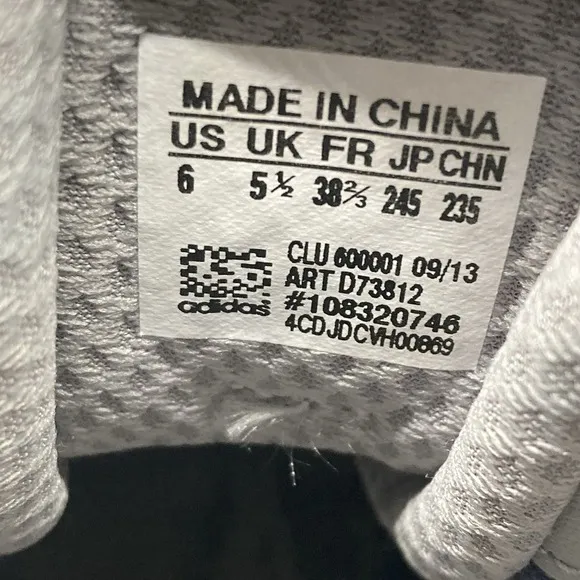 MADE IN CHINA
US UK FR JP CHN
6 5½ 38⅔ 245 235
CLU 600001 09/13
ART D73812
#108320746
adidas
4CDJDCVH00869